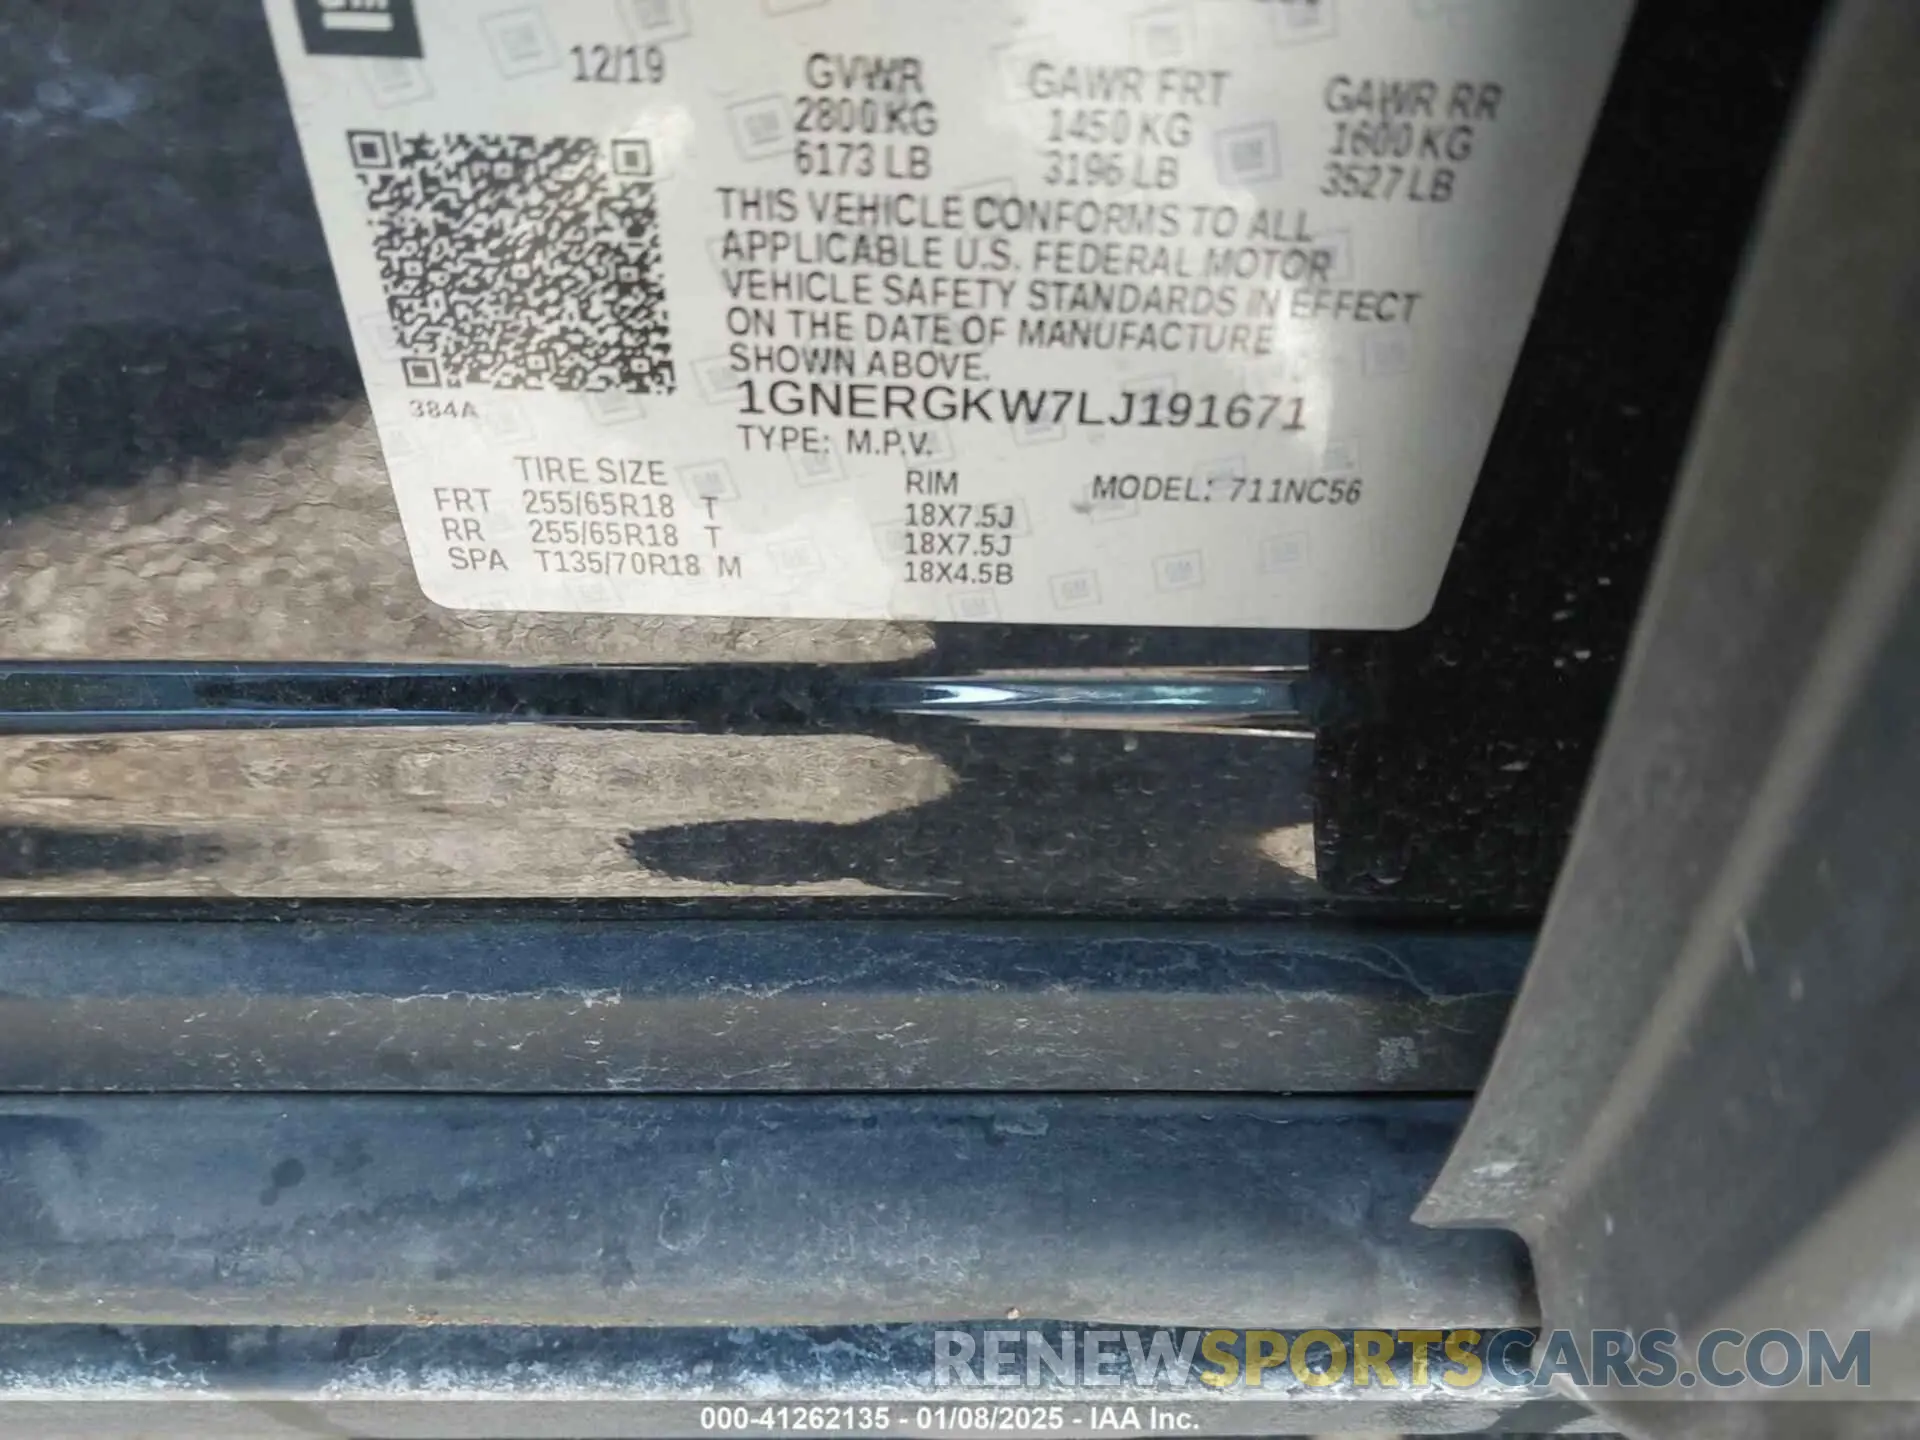 GM
12/19
GVWR GAWR FRT GAWR RR
2800 KG 1450 KG 1600 KG
6173 LB 3196 LB 3527 LB
THIS VEHICLE CONFORMS TO ALL
APPLICABLE U.S. FEDERAL MOTOR
VEHICLE SAFETY STANDARDS IN EFFECT
ON THE DATE OF MANUFACTURE
SHOWN ABOVE.
1GNERGKW7LJ191671
384A
TYPE: M.P.V.
TIRE SIZE RIM MODEL: 711NC56
FRT 255/65R18 T 18X7.5J
RR 255/65R18 T 18X7.5J
SPA T135/70R18 M 18X4.5B
RENEWSPORTSCARS.COM
000-41262135 - 01/08/2025 - IAA Inc.